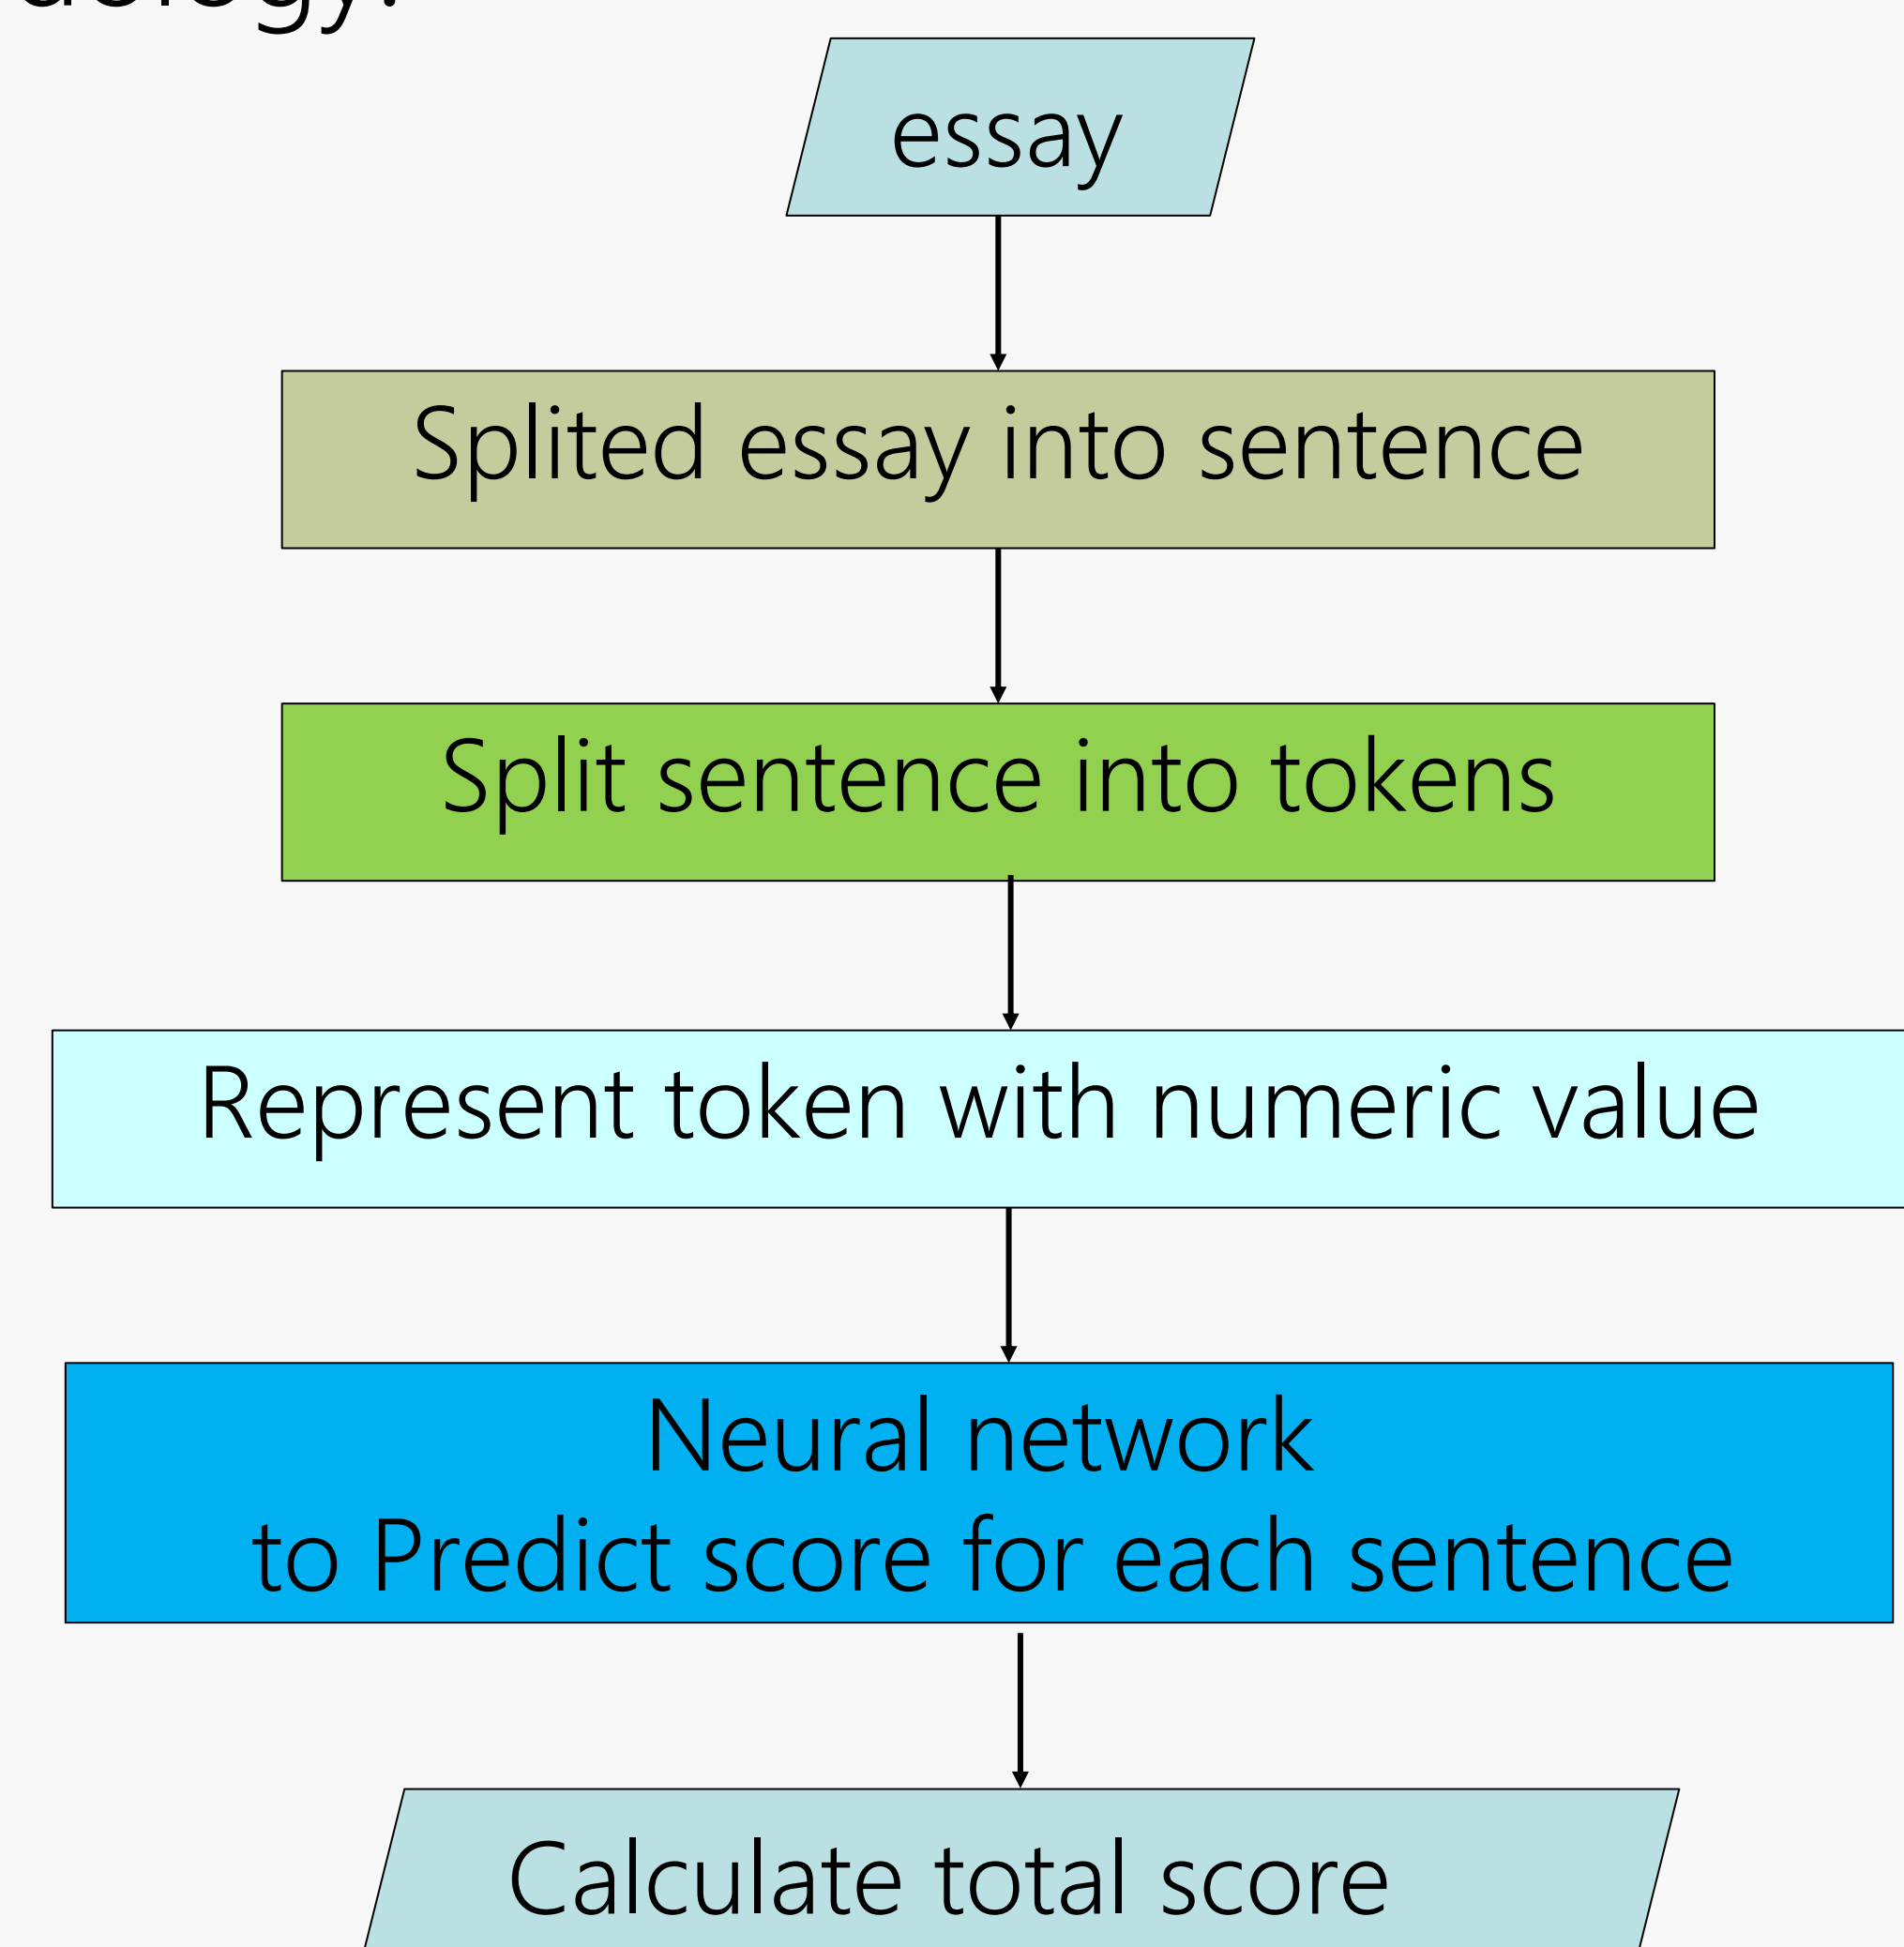 essay
Splited essay into sentence
Split sentence into tokens
Represent token with numeric value
Neural network
to Predict score for each sentence
Calculate total score